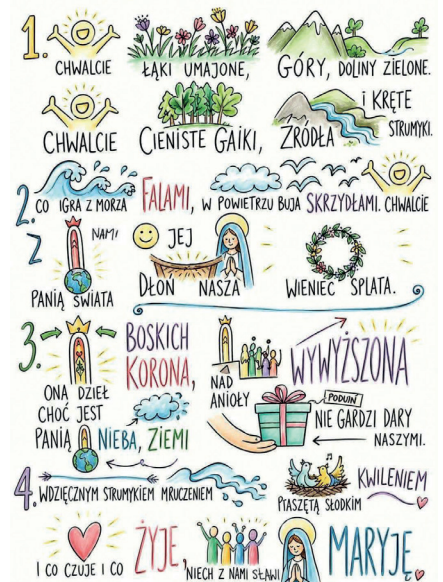 1. CHWALCIE ŁĄKI UMAJONE, GÓRY, DOLINY ZIELONE.
CHWALCIE CIENISTE GAIKI, ŹRÓDŁA i KRĘTE STRUMYKI.
2. CO IGRA Z MORZA FALAMI, W POWIETRZU BUJA SKRZYDŁAMI. CHWALCIE
Z NAMI PANIĄ ŚWIATA JEJ DŁOŃ NASZA WIENIEC SPLATA.
3. ONA DZIEŁ BOSKICH KORONA, NAD ANIOŁY WYWYŻSZONA
CHOĆ JEST PANIĄ NIEBA, ZIEMI PODUIN NIE GARDZI DARY NASZYMI.
4. WDZIĘCZNYM STRUMYKIEM MRUCZENIEM PTASZĘTĄ SŁODKIM KWILENIEM
I CO CZUJE I CO ŻYJE, NIECH Z NAMI SŁAWI MARYJĘ